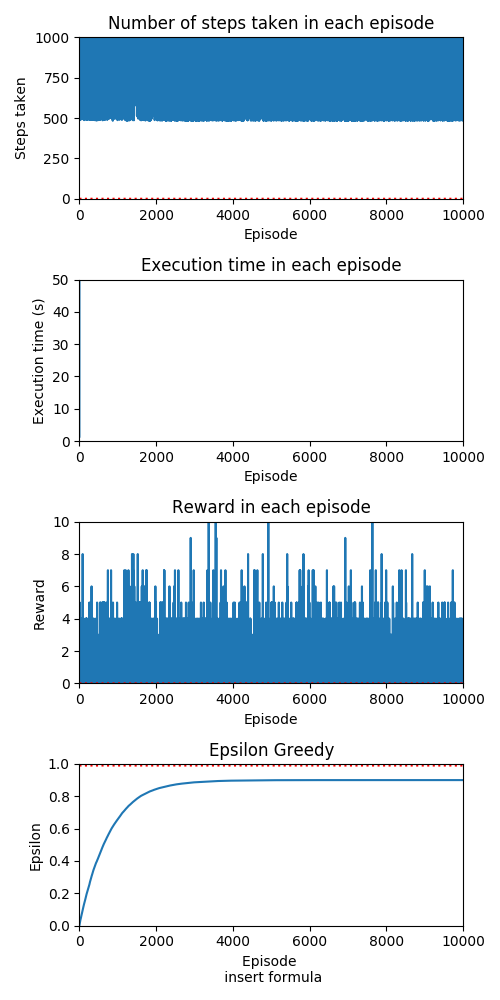 Number of steps taken in each episode
1000
750
500
250
0
Steps taken
0 2000 4000 6000 8000 10000
Episode
Execution time in each episode
50
40
30
20
10
0
Execution time (s)
0 2000 4000 6000 8000 10000
Episode
Reward in each episode
10
8
6
4
2
0
Reward
0 2000 4000 6000 8000 10000
Episode
Epsilon Greedy
1.0
0.8
0.6
0.4
0.2
0.0
Epsilon
0 2000 4000 6000 8000 10000
Episode
insert formula